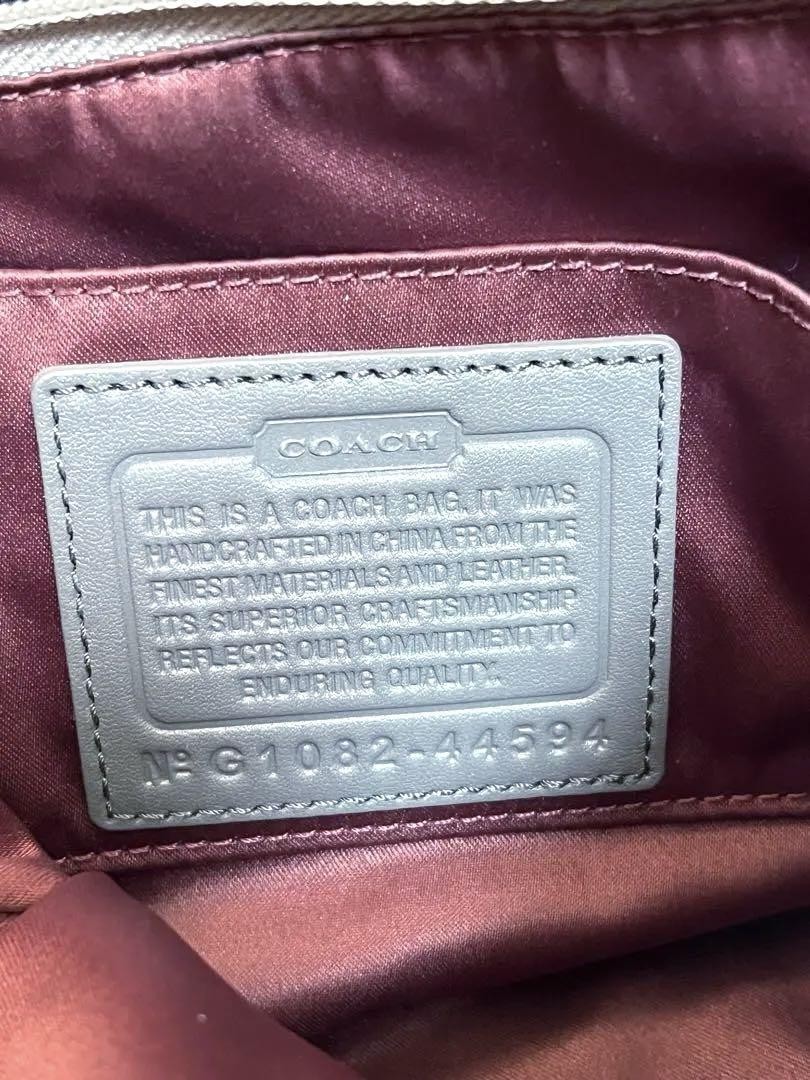 COACH
THIS IS A COACH BAG. IT WAS
HANDCRAFTED IN CHINA FROM THE
FINEST MATERIALS AND LEATHER.
ITS SUPERIOR CRAFTSMANSHIP
REFLECTS OUR COMMITMENT TO
ENDURING QUALITY.
Nº G1082-44594